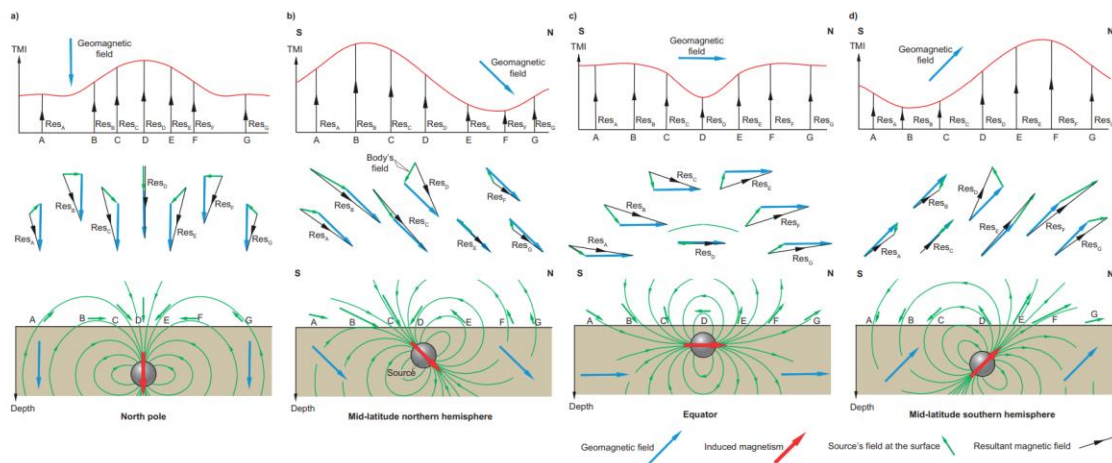 a)
TMI
Geomagnetic
field
Res_A
Res_B
Res_C
Res_D
Res_E
Res_F
Res_G
A B C D E F G
Res_A
Res_B
Res_C
Res_D
Res_E
Res_F
Res_G
A B C D E F G
Depth
North pole
b)
S N
Geomagnetic
field
Res_A
Res_B
Res_C
Res_D
Res_E
Res_F
Res_G
A B C D E F G
Body's
field
Res_A
Res_B
Res_C
Res_D
Res_E
Res_F
Res_G
S N
A B C D E F G
Source
Mid-latitude northern hemisphere
c)
S N
Geomagnetic
field
Res_A
Res_B
Res_C
Res_E
Res_F
Res_G
A B C D E F G
Res_A
Res_B
Res_C
Res_D
Res_E
Res_F
Res_G
S N
A B C D E F G
Equator
d)
S N
TMI
Geomagnetic
field
Res_A
Res_B
Res_C
Res_D
Res_E
Res_F
Res_G
A B C D E F G
Res_A
Res_B
Res_C
Res_D
Res_E
Res_F
Res_G
S N
A B C D E F G
Depth
Mid-latitude southern hemisphere
Geomagnetic field
Induced magnetism
Source's field at the surface
Resultant magnetic field